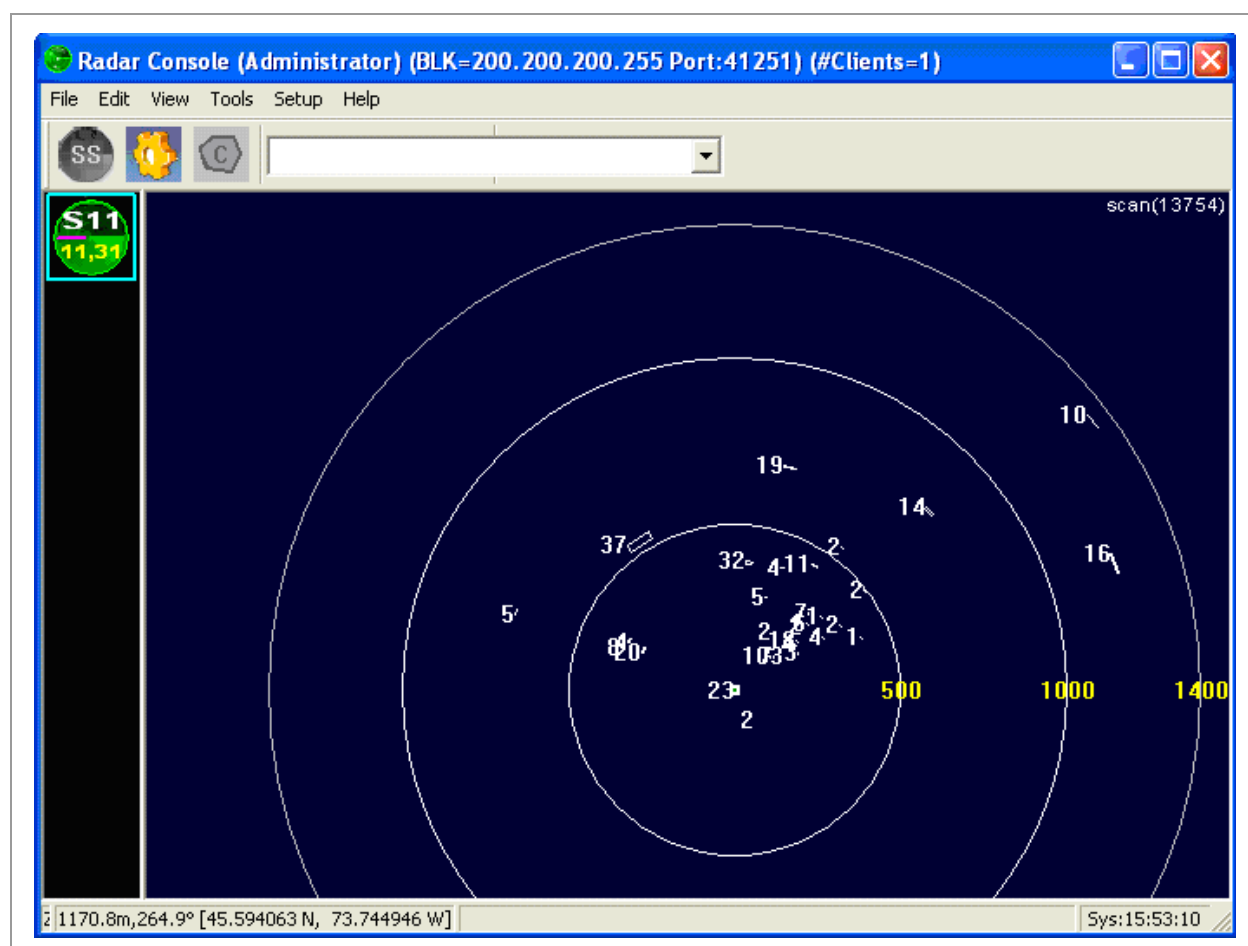 Radar Console (Administrator) (BLK=200.200.200.255 Port:41251) (#Clients=1)
File Edit View Tools Setup Help
SS C
S11
11,31
scan(13754)
10
19
14
37
2
16
32 4 11
2
5
5
7 1
2 2
18 4 1
4
8 20
10 3
23 500 1000 1400
2
1170.8m,264.9° [45.594063 N, 73.744946 W] Sys:15:53:10